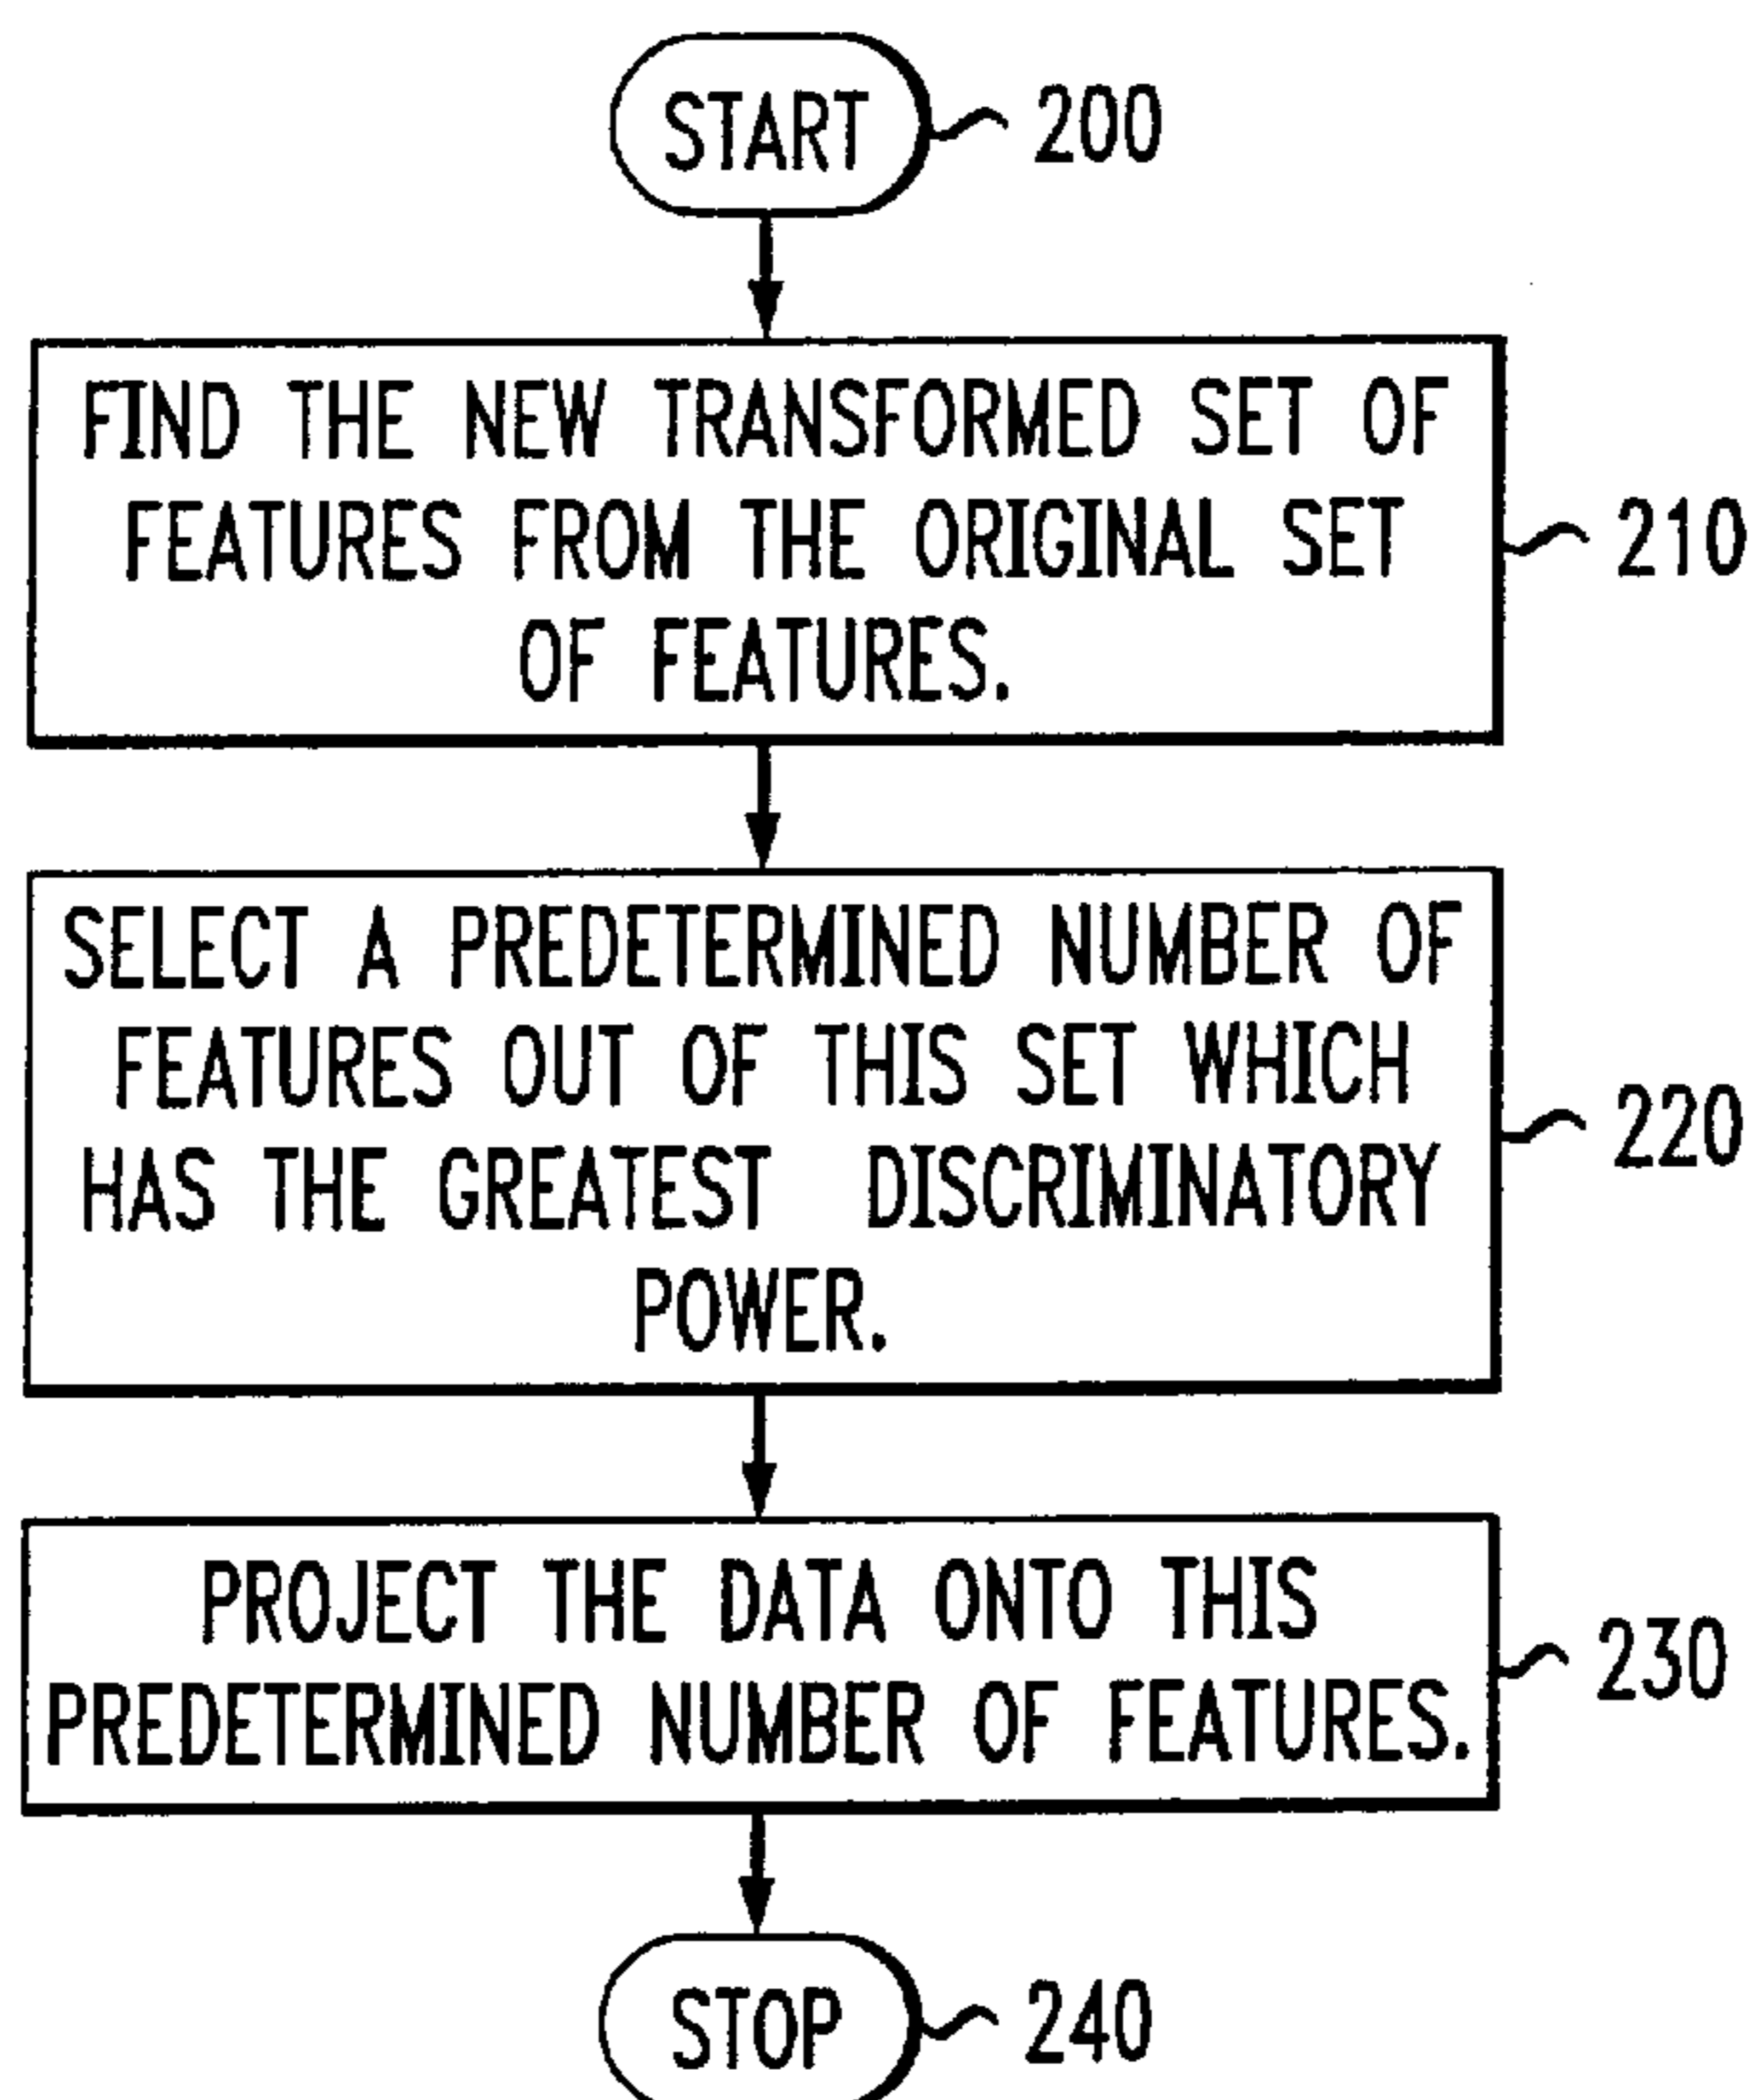 START 200
FIND THE NEW TRANSFORMED SET OF
FEATURES FROM THE ORIGINAL SET
OF FEATURES.
210
SELECT A PREDETERMINED NUMBER OF
FEATURES OUT OF THIS SET WHICH
HAS THE GREATEST DISCRIMINATORY
POWER.
220
PROJECT THE DATA ONTO THIS
PREDETERMINED NUMBER OF FEATURES.
230
STOP 240